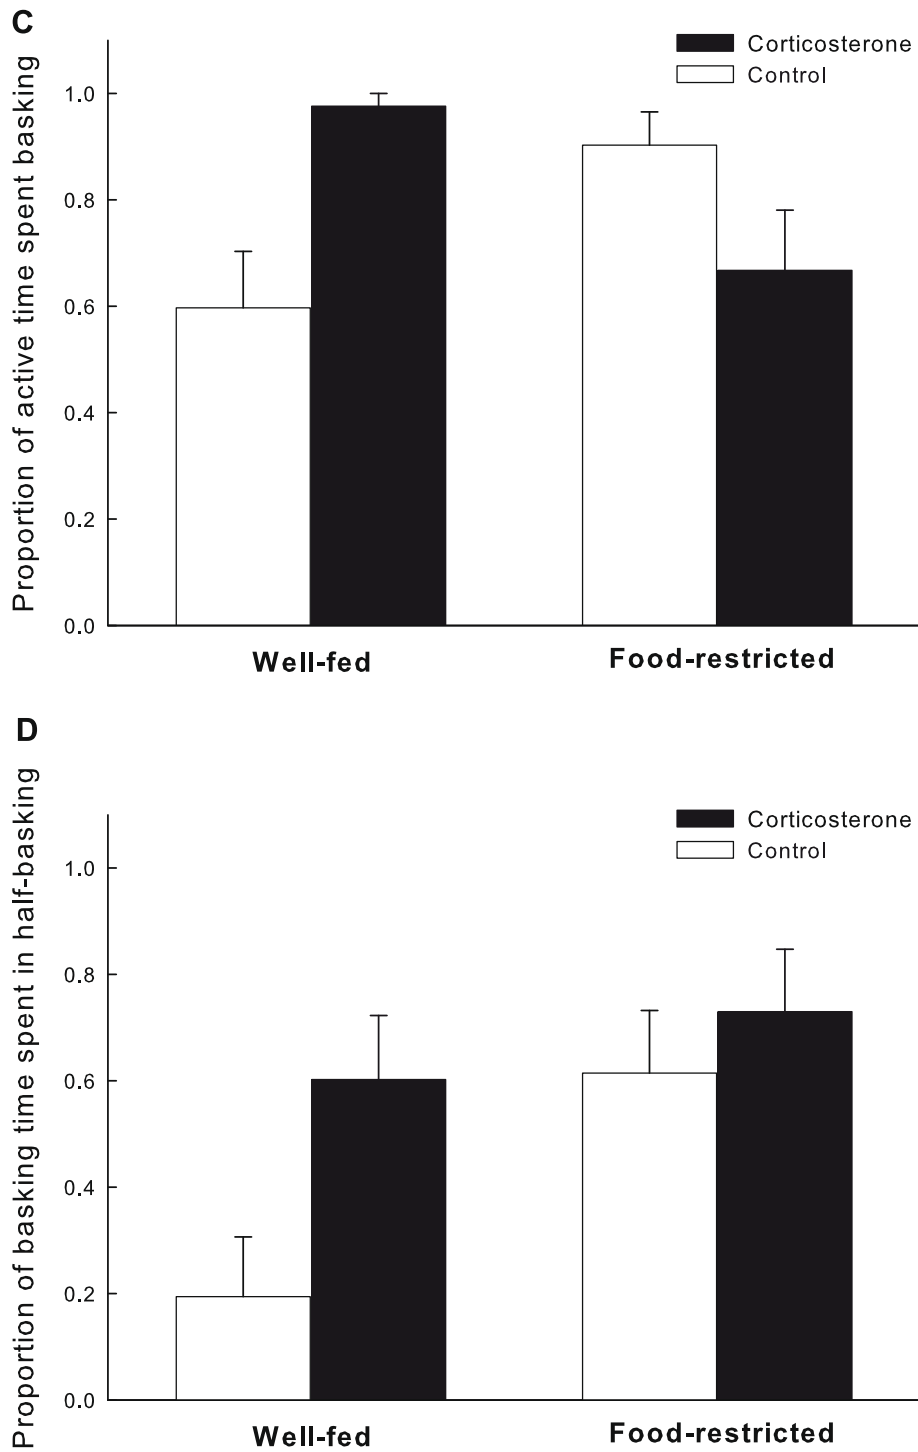 C
Proportion of active time spent basking
Corticosterone
Control
1.0
0.8
0.6
0.4
0.2
0.0
Well-fed
Food-restricted
D
Proportion of basking time spent in half-basking
Corticosterone
Control
1.0
0.8
0.6
0.4
0.2
0.0
Well-fed
Food-restricted